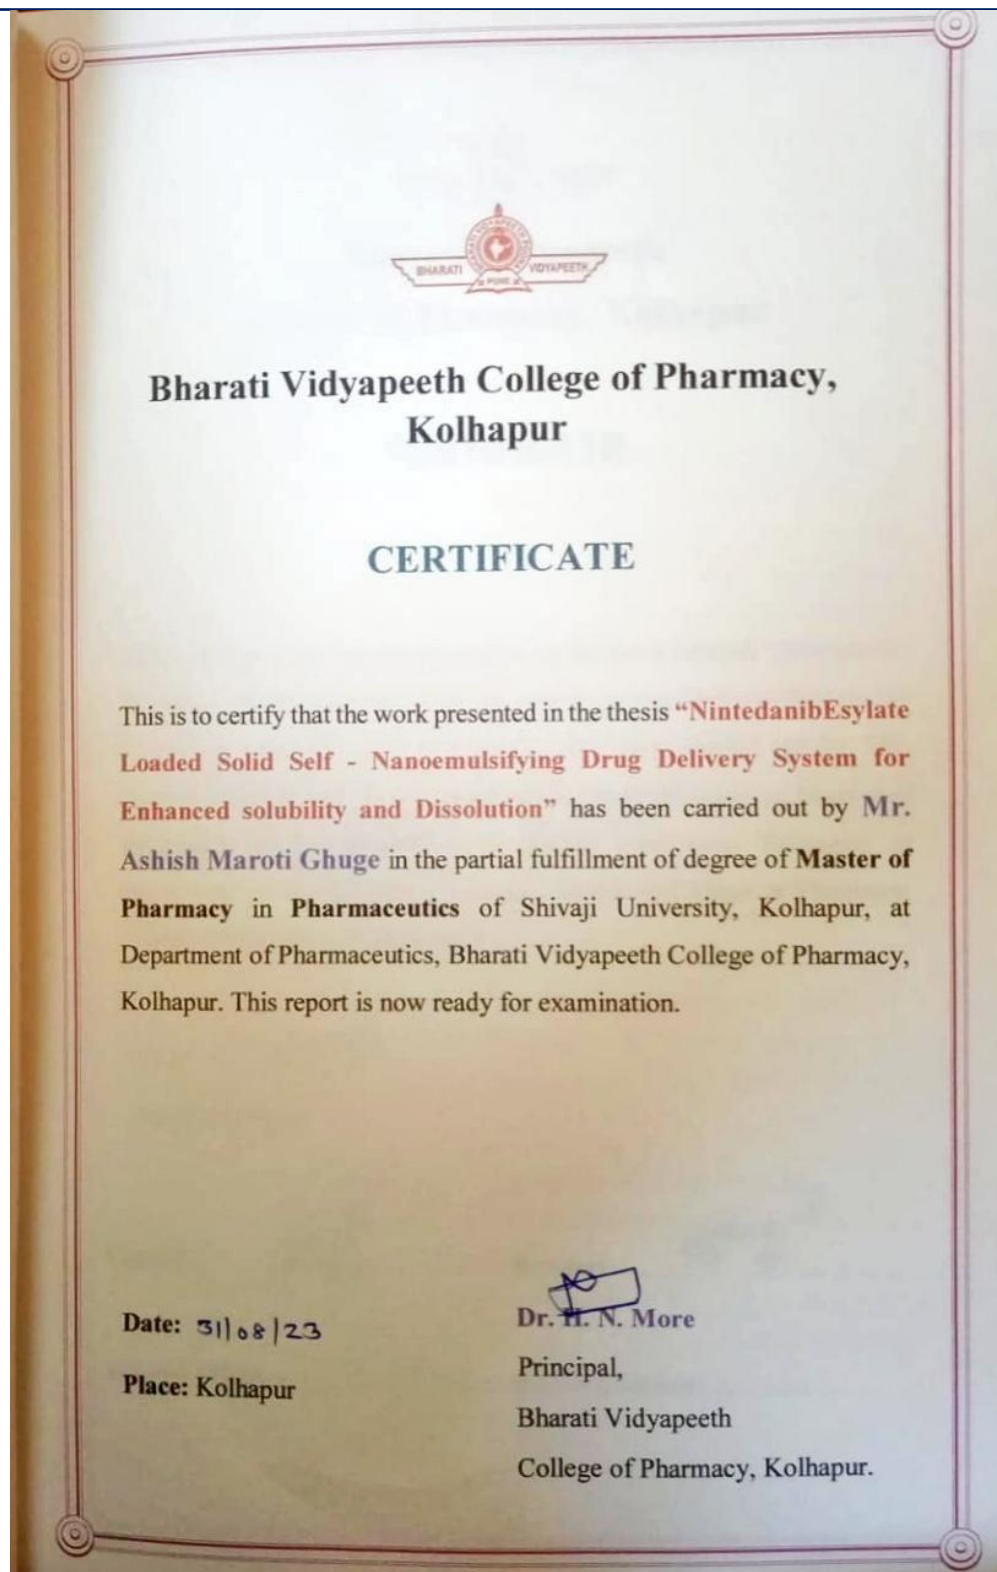 BHARATI VIDYAPEETH
PUNE
Bharati Vidyapeeth College of Pharmacy,
Kolhapur
CERTIFICATE
This is to certify that the work presented in the thesis “NintedanibEsylate
Loaded Solid Self - Nanoemulsifying Drug Delivery System for
Enhanced solubility and Dissolution” has been carried out by Mr.
Ashish Maroti Ghuge in the partial fulfillment of degree of Master of
Pharmacy in Pharmaceutics of Shivaji University, Kolhapur, at
Department of Pharmaceutics, Bharati Vidyapeeth College of Pharmacy,
Kolhapur. This report is now ready for examination.
Date: 31/08/23
Place: Kolhapur
Dr. H. N. More
Principal,
Bharati Vidyapeeth
College of Pharmacy, Kolhapur.